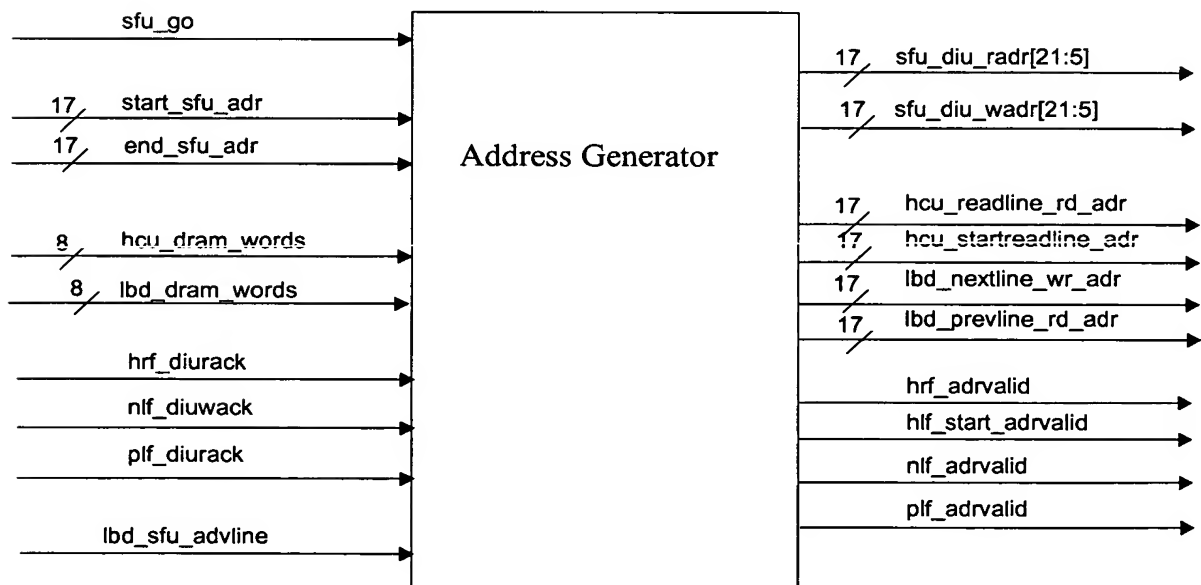 sfu_go
17 start_sfu_adr
17 end_sfu_adr
8 hcu_dram_words
8 lbd_dram_words
hrf_diurack
nlf_diuwack
plf_diurack
lbd_sfu_advline
Address Generator
17 sfu_diu_radr[21:5]
17 sfu_diu_wadr[21:5]
17 hcu_readline_rd_adr
17 hcu_startreadline_adr
17 lbd_nextline_wr_adr
17 lbd_prevline_rd_adr
hrf_adrvalid
hlf_start_adrvalid
nlf_adrvalid
plf_adrvalid